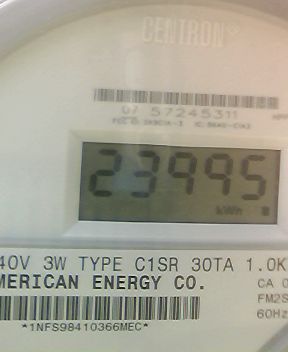 CENTRON®
07 57245311
23995
kWh
40V 3W TYPE C1SR 30TA 1.0K
MERICAN ENERGY CO.
CA 0
FM2S
60Hz
*1NFS98410366MEC*